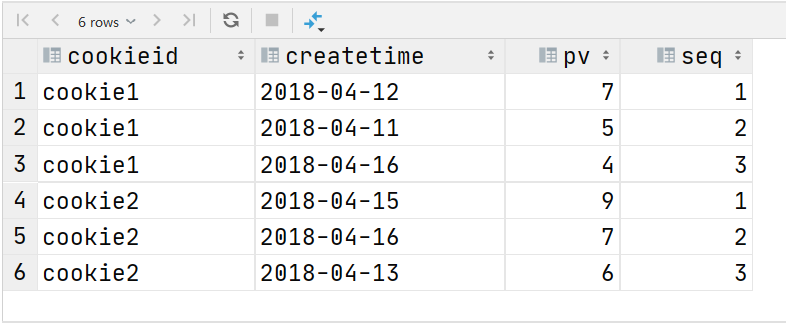 6 rows
cookieid createtime pv seq
1 cookie1 2018-04-12 7 1
2 cookie1 2018-04-11 5 2
3 cookie1 2018-04-16 4 3
4 cookie2 2018-04-15 9 1
5 cookie2 2018-04-16 7 2
6 cookie2 2018-04-13 6 3